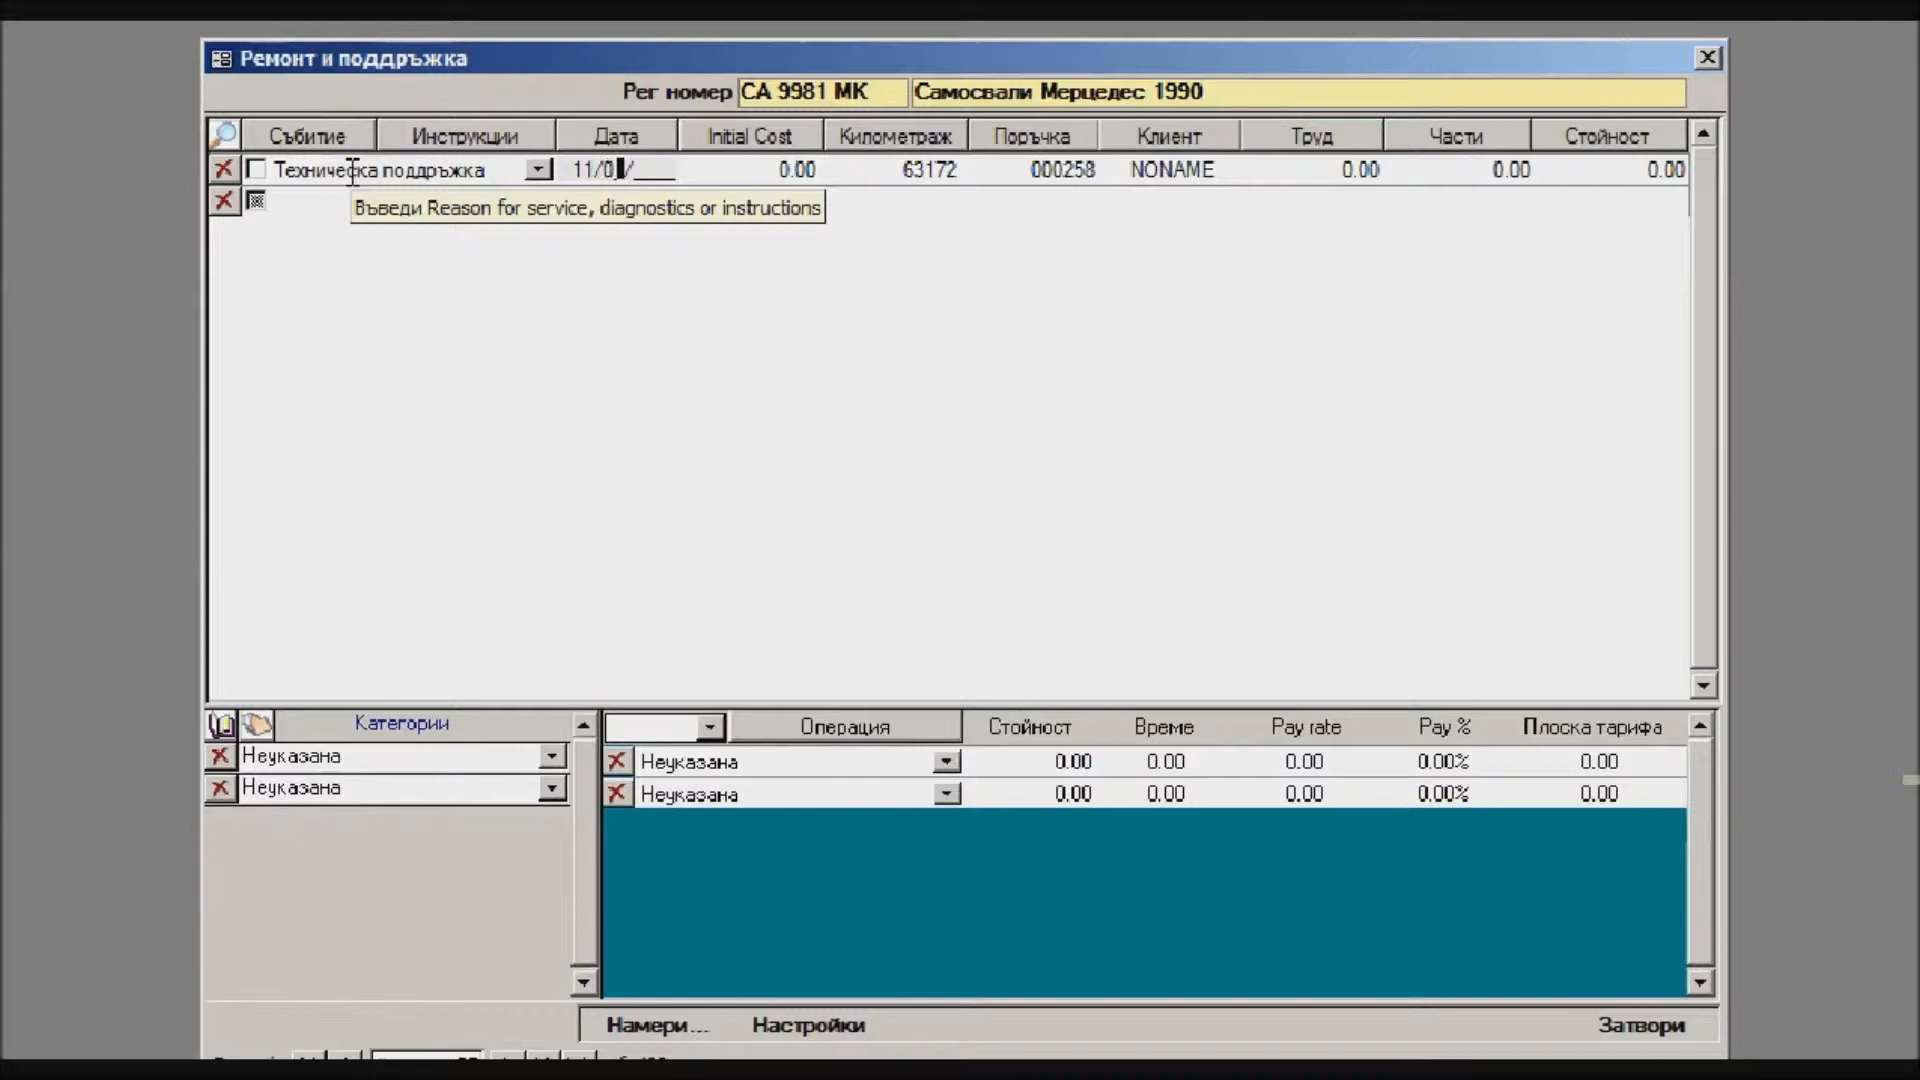 Ремонт и поддръжка
Рег номер СА 9981 МК Самосвали Мерцедес 1990
Събитие Инструкции Дата Initial Cost Километраж Поръчка Клиент Труд Части Стойност
Техническа поддръжка 11/0_/____ 0.00 63172 000258 NONAME 0.00 0.00 0.00
Въведи Reason for service, diagnostics or instructions
Категории Операция Стойност Време Pay rate Pay % Плоска тарифа
Неуказана Неуказана 0.00 0.00 0.00 0.00% 0.00
Неуказана Неуказана 0.00 0.00 0.00 0.00% 0.00
Намери... Настройки Затвори